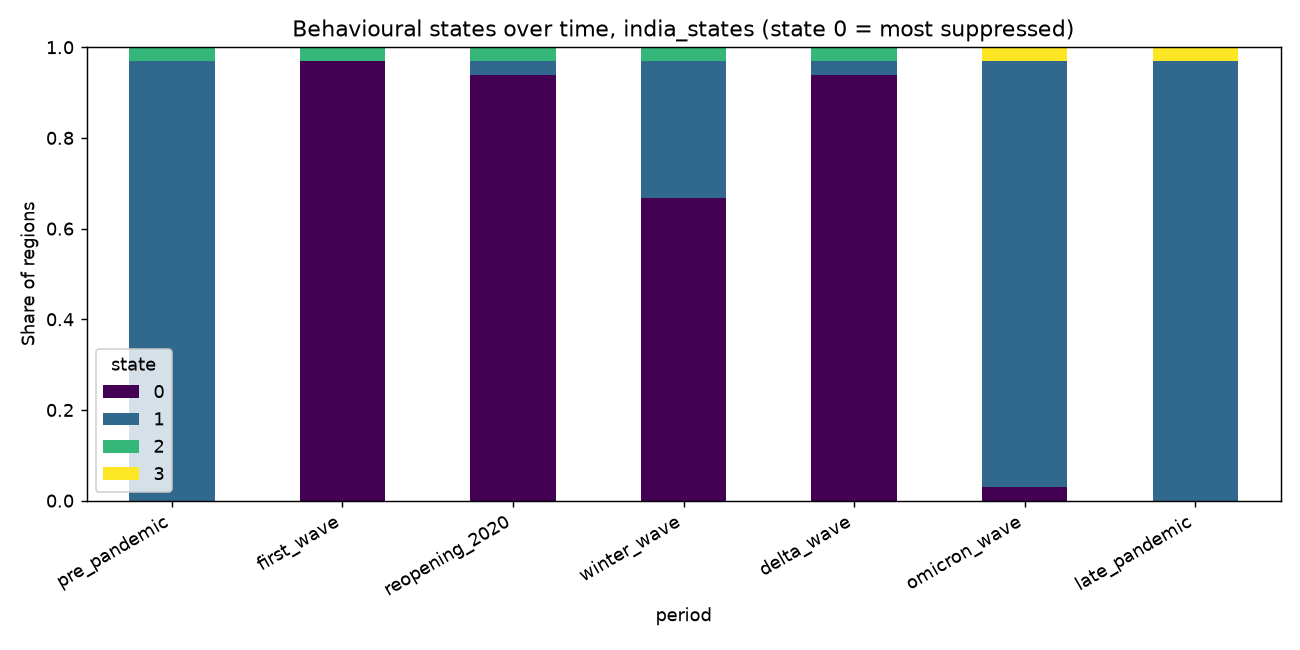 Behavioural states over time, india_states (state 0 = most suppressed)
Share of regions
1.0
0.8
0.6
0.4
0.2
0.0
state
0
1
2
3
pre_pandemic
first_wave
reopening_2020
winter_wave
delta_wave
omicron_wave
late_pandemic
period